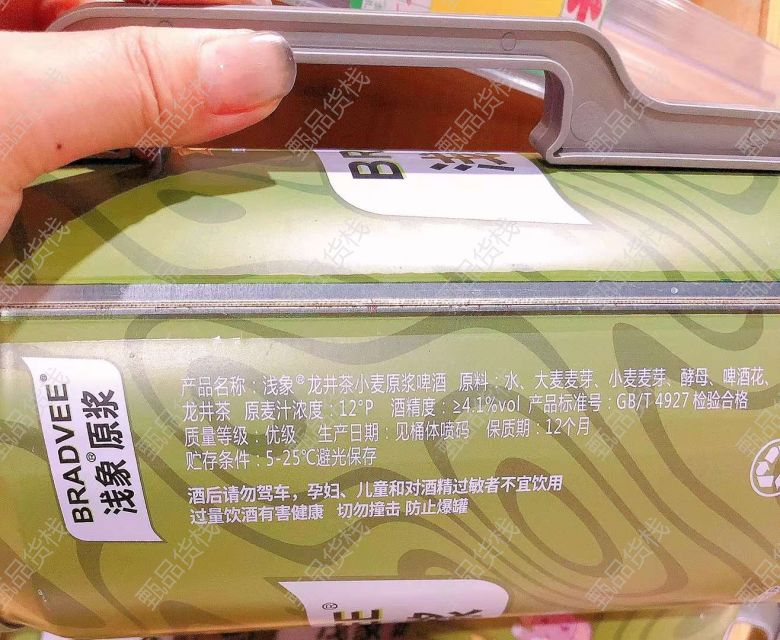 BRADVEE®
浅象®原浆
产品名称：浅象®龙井茶小麦原浆啤酒 原料：水、大麦麦芽、小麦麦芽、酵母、啤酒花、
龙井茶 原麦汁浓度：12°P 酒精度：≥4.1%vol 产品标准号：GB/T 4927 检验合格
质量等级：优级 生产日期：见桶体喷码 保质期：12个月
贮存条件：5-25℃避光保存
酒后请勿驾车，孕妇、儿童和对酒精过敏者不宜饮用
过量饮酒有害健康 切勿撞击 防止爆罐
甄品货栈